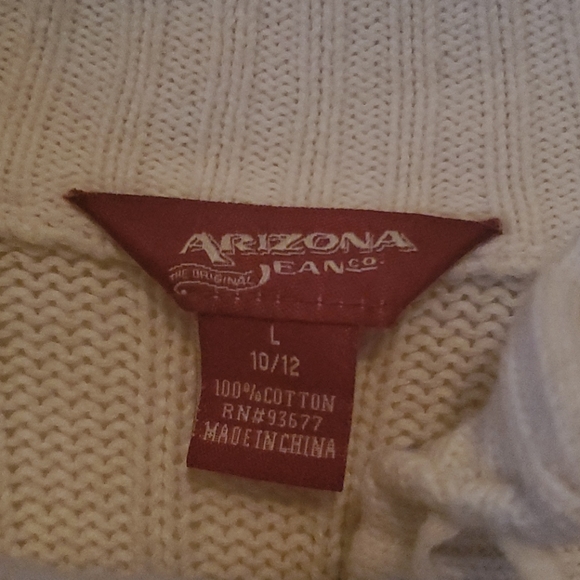 ARIZONA
THE ORIGINAL JEAN CO.
L
10/12
100% COTTON
RN#93677
MADE IN CHINA